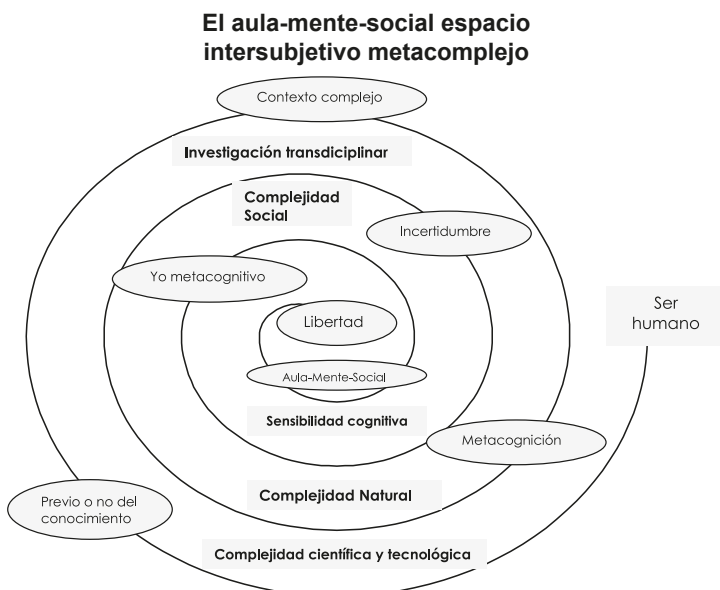 El aula-mente-social espacio
intersubjetivo metacomplejo
Contexto complejo
Investigación transdiciplinar
Complejidad
Social
Incertidumbre
Yo metacognitivo
Libertad
Ser
humano
Aula-Mente-Social
Sensibilidad cognitiva
Metacognición
Complejidad Natural
Previo o no del
conocimiento
Complejidad científica y tecnológica